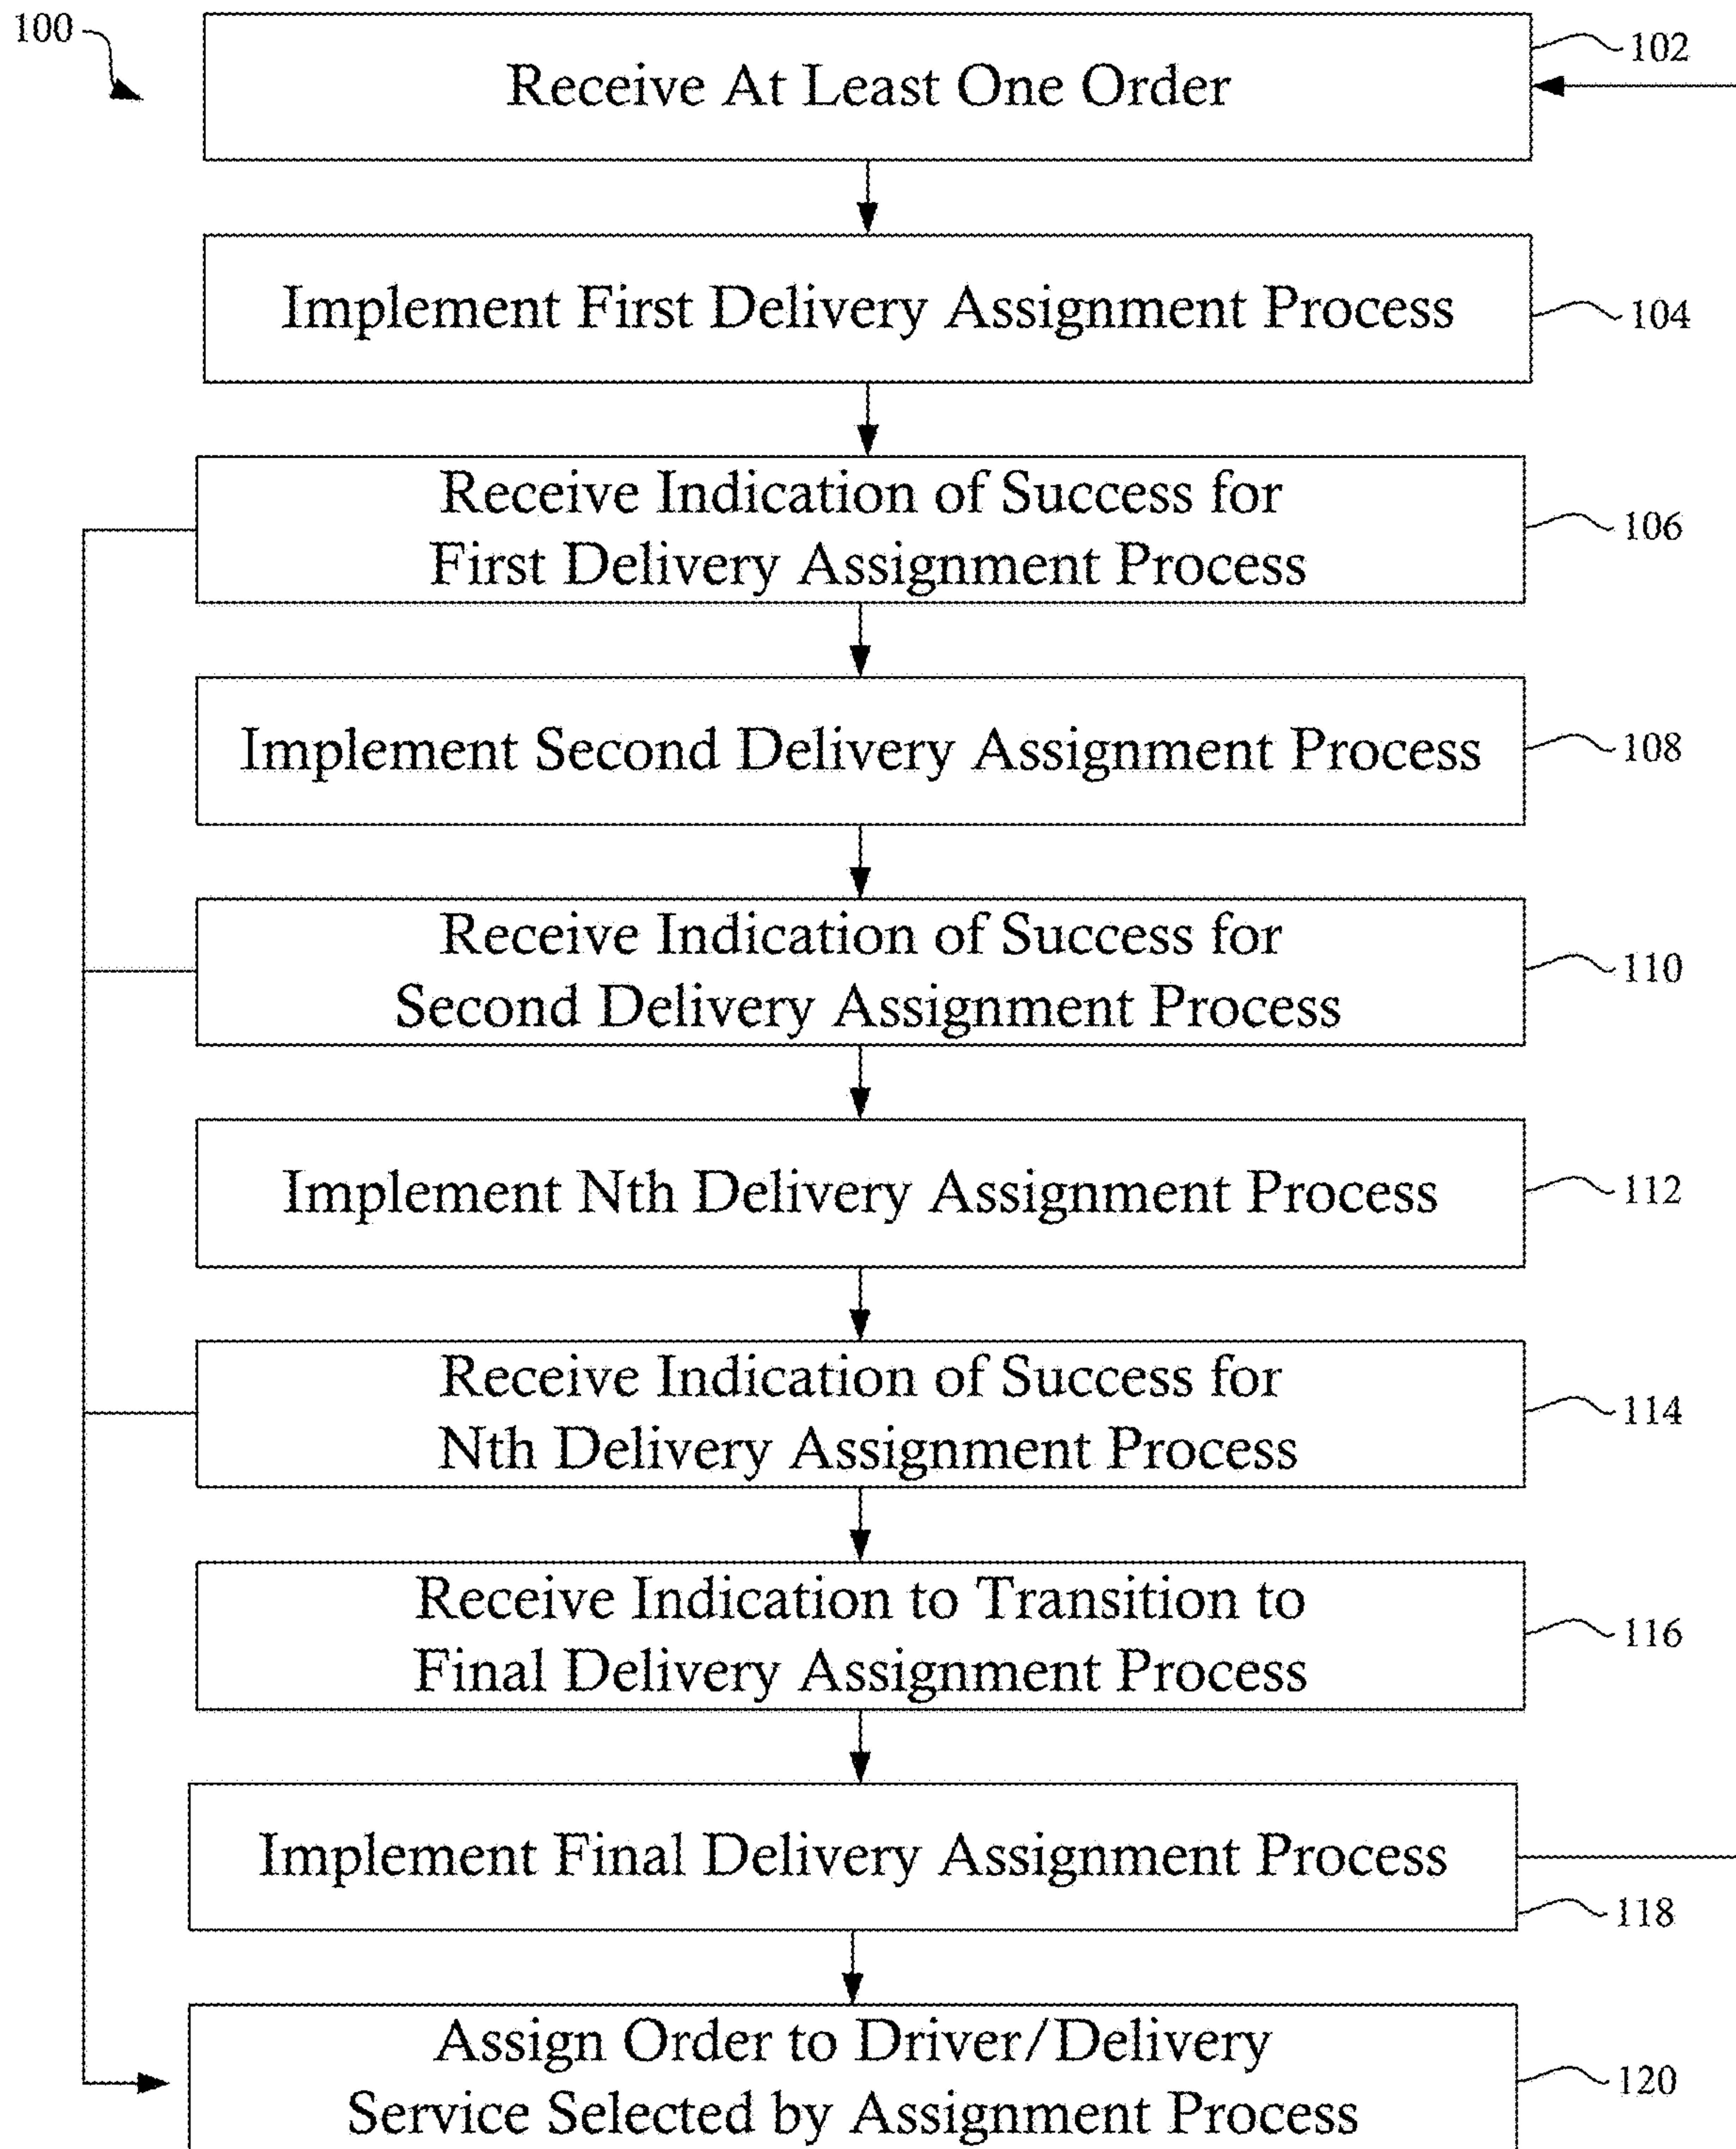 100
Receive At Least One Order
102
Implement First Delivery Assignment Process
104
Receive Indication of Success for
First Delivery Assignment Process
106
Implement Second Delivery Assignment Process
108
Receive Indication of Success for
Second Delivery Assignment Process
110
Implement Nth Delivery Assignment Process
112
Receive Indication of Success for
Nth Delivery Assignment Process
114
Receive Indication to Transition to
Final Delivery Assignment Process
116
Implement Final Delivery Assignment Process
118
Assign Order to Driver/Delivery
Service Selected by Assignment Process
120